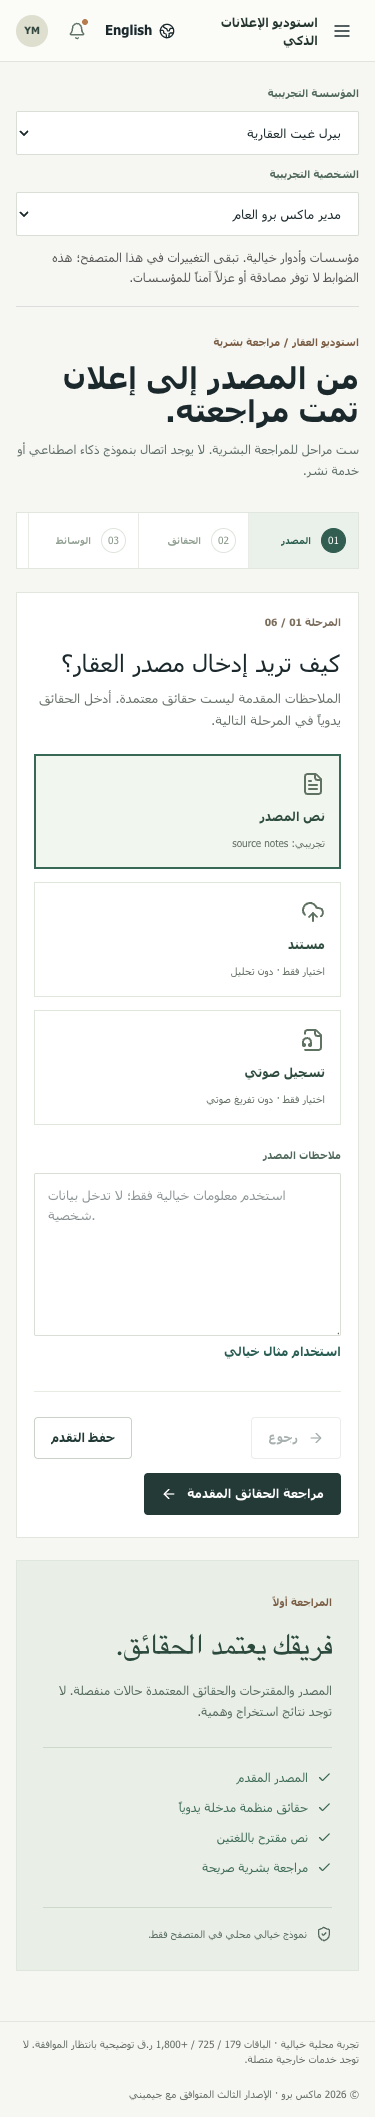 استوديو الإعلانات
الذكي
English
YM
المؤسسة التجريبية
بيرل غيت العقارية
الشخصية التجريبية
مدير ماكس برو العام
مؤسسات وأدوار خيالية. تبقى التغييرات في هذا المتصفح؛ هذه
الضوابط لا توفر مصادقة أو عزلاً آمناً للمؤسسات.
استوديو العقار / مراجعة بشرية
من المصدر إلى إعلان
تمت مراجعته.
ست مراحل للمراجعة البشرية. لا يوجد اتصال بنموذج ذكاء اصطناعي أو
خدمة نشر.
01 المصدر
02 الحقائق
03 الوسائط
المرحلة 01 / 06
كيف تريد إدخال مصدر العقار؟
الملاحظات المقدمة ليست حقائق معتمدة. أدخل الحقائق
يدوياً في المرحلة التالية.
نص المصدر
تجريبي: source notes
مستند
اختيار فقط · دون تحليل
تسجيل صوتي
اختيار فقط · دون تفريغ صوتي
ملاحظات المصدر
استخدم معلومات خيالية فقط؛ لا تدخل بيانات
شخصية.
استخدام مثال خيالي
رجوع
حفظ التقدم
مراجعة الحقائق المقدمة
المراجعة أولاً
فريقك يعتمد الحقائق.
المصدر والمقترحات والحقائق المعتمدة حالات منفصلة. لا
توجد نتائج استخراج وهمية.
المصدر المقدم
حقائق منظمة مدخلة يدوياً
نص مقترح باللغتين
مراجعة بشرية صريحة
نموذج خيالي محلي في المتصفح فقط.
تجربة محلية خيالية · الباقات 179 / 725 / +1,800 ر.ق توضيحية بانتظار الموافقة. لا
توجد خدمات خارجية متصلة.
© 2026 ماكس برو · الإصدار الثالث المتوافق مع جيميني